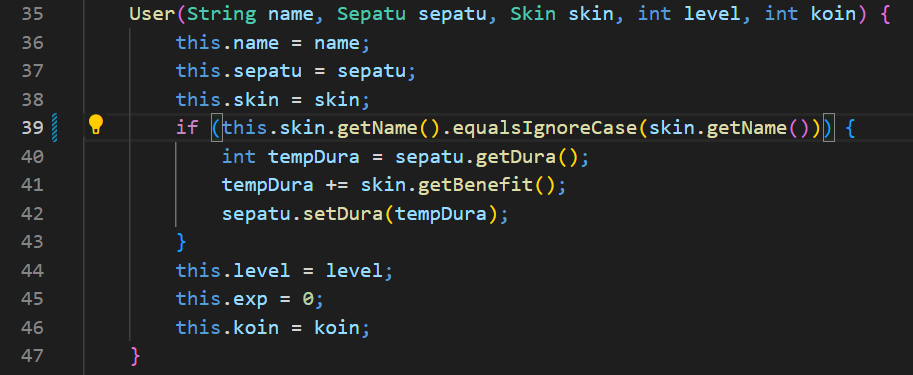 35 User(String name, Sepatu sepatu, Skin skin, int level, int koin) {
36 this.name = name;
37 this.sepatu = sepatu;
38 this.skin = skin;
39 if (this.skin.getName().equalsIgnoreCase(skin.getName())) {
40 int tempDura = sepatu.getDura();
41 tempDura += skin.getBenefit();
42 sepatu.setDura(tempDura);
43 }
44 this.level = level;
45 this.exp = 0;
46 this.koin = koin;
47 }